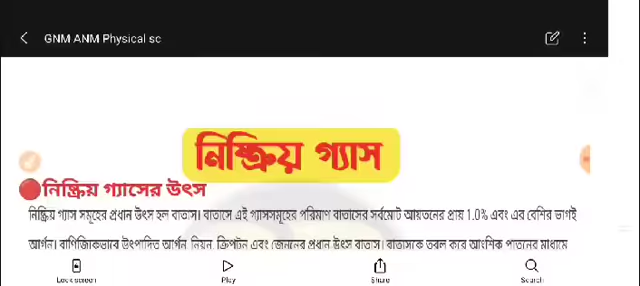 GNM ANM Physical sc
নিষ্ক্রিয় গ্যাস
নিষ্ক্রিয় গ্যাসের উৎস
নিষ্ক্রিয় গ্যাস সমূহের প্রধান উৎস হল বাতাস। বাতাসে এই গ্যাসসমূহের পরিমাণ বাতাসের সর্বমোট আয়তনের প্রায় 1.0% এবং এর বেশির ভাগই
আর্গন। বাণিজ্যিকভাবে উৎপাদিত আর্গন, নিয়ন, ক্রিপটন এবং জেননের প্রধান উৎস বাতাস। বাতাসকে তরল করে আংশিক পাতনের মাধ্যমে
Lock screen
Play
Share
Search